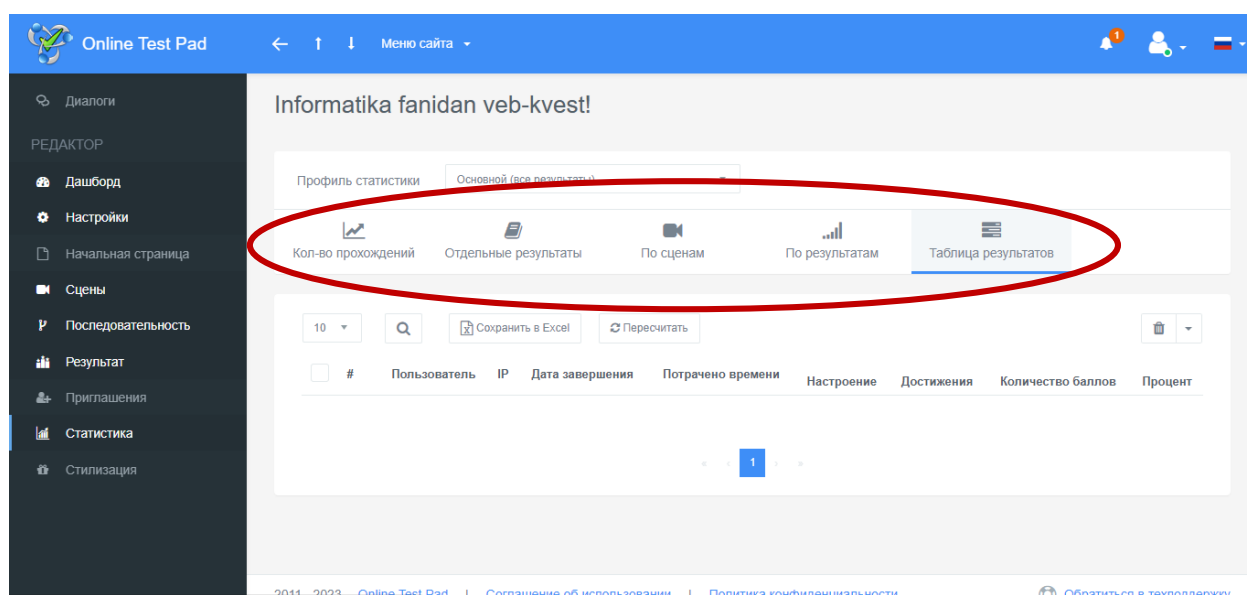 Online Test Pad
Меню сайта
1
Диалоги
РЕДАКТОР
Дашборд
Настройки
Начальная страница
Сцены
Последовательность
Результат
Приглашения
Статистика
Стилизация
Informatika fanidan veb-kvest!
Профиль статистики Основной (все результаты)
Кол-во прохождений Отдельные результаты По сценам По результатам Таблица результатов
10 Сохранить в Excel Пересчитать
# Пользователь IP Дата завершения Потрачено времени Настроение Достижения Количество баллов Процент
« ‹ 1 › »
2011 - 2023 Online Test Pad | Соглашение об использовании | Политика конфиденциальности Обратиться в техподдержку